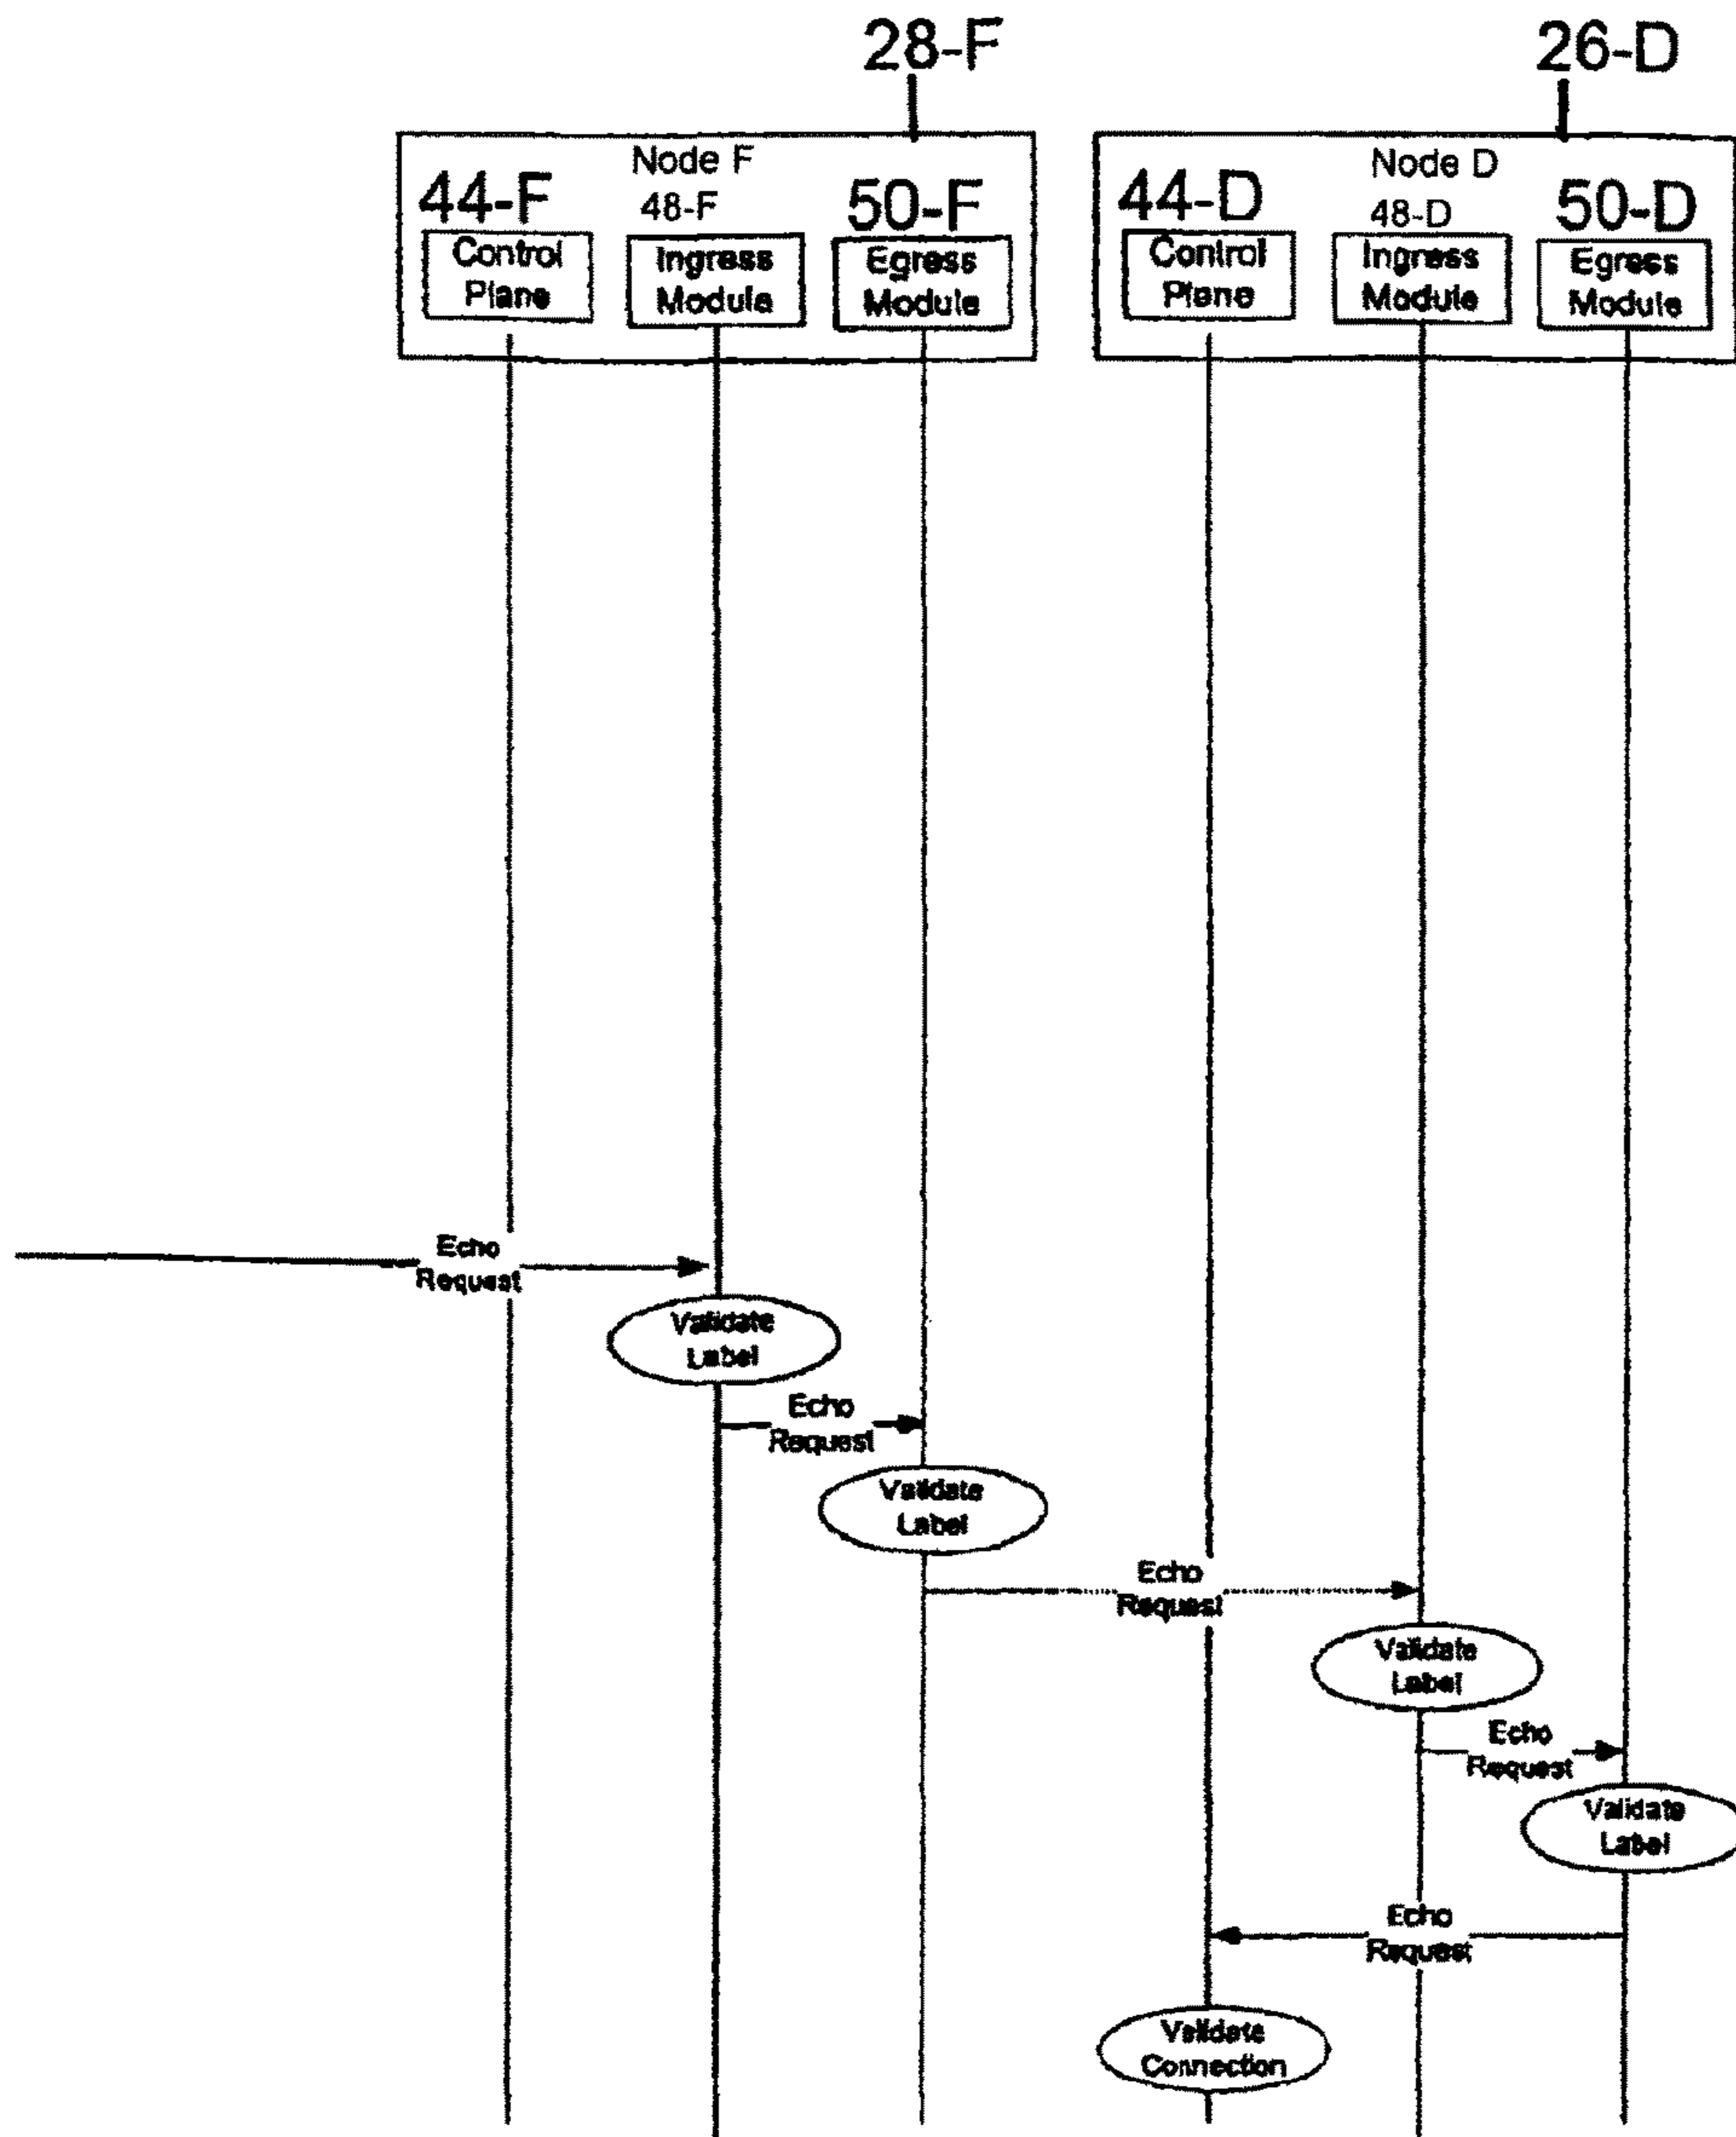 28-F
26-D
Node F
Node D
44-F
48-F
50-F
44-D
48-D
50-D
Control
Plane
Ingress
Module
Egress
Module
Control
Plane
Ingress
Module
Egress
Module
Echo
Request
Validate
Label
Echo
Request
Validate
Label
Echo
Request
Validate
Label
Echo
Request
Validate
Label
Echo
Request
Validate
Connection